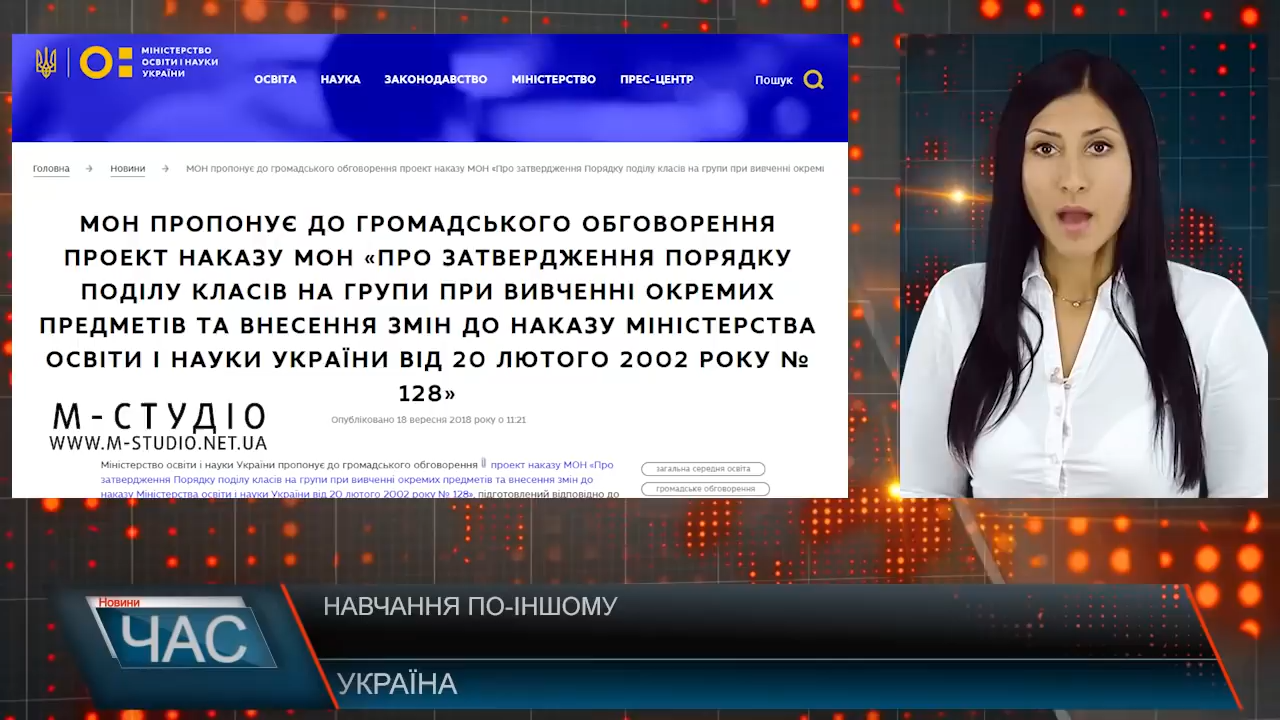 МІНІСТЕРСТВО
ОСВІТИ І НАУКИ
УКРАЇНИ
ОСВІТА НАУКА ЗАКОНОДАВСТВО МІНІСТЕРСТВО ПРЕС-ЦЕНТР Пошук
Головна → Новини → МОН пропонує до громадського обговорення проект наказу МОН «Про затвердження Порядку поділу класів на групи при вивченні окреми
МОН ПРОПОНУЄ ДО ГРОМАДСЬКОГО ОБГОВОРЕННЯ
ПРОЕКТ НАКАЗУ МОН «ПРО ЗАТВЕРДЖЕННЯ ПОРЯДКУ
ПОДІЛУ КЛАСІВ НА ГРУПИ ПРИ ВИВЧЕННІ ОКРЕМИХ
ПРЕДМЕТІВ ТА ВНЕСЕННЯ ЗМІН ДО НАКАЗУ МІНІСТЕРСТВА
ОСВІТИ І НАУКИ УКРАЇНИ ВІД 20 ЛЮТОГО 2002 РОКУ №
128»
Опубліковано 18 вересня 2018 року о 11:21
М-СТУДІО
WWW.M-STUDIO.NET.UA
Міністерство освіти і науки України пропонує до громадського обговорення проект наказу МОН «Про
затвердження Порядку поділу класів на групи при вивченні окремих предметів та внесення змін до
наказу Міністерства освіти і науки України від 20 лютого 2002 року № 128», підготовлений відповідно до
загальна середня освіта
громадське обговорення
Новини
ЧАС
НАВЧАННЯ ПО-ІНШОМУ
УКРАЇНА